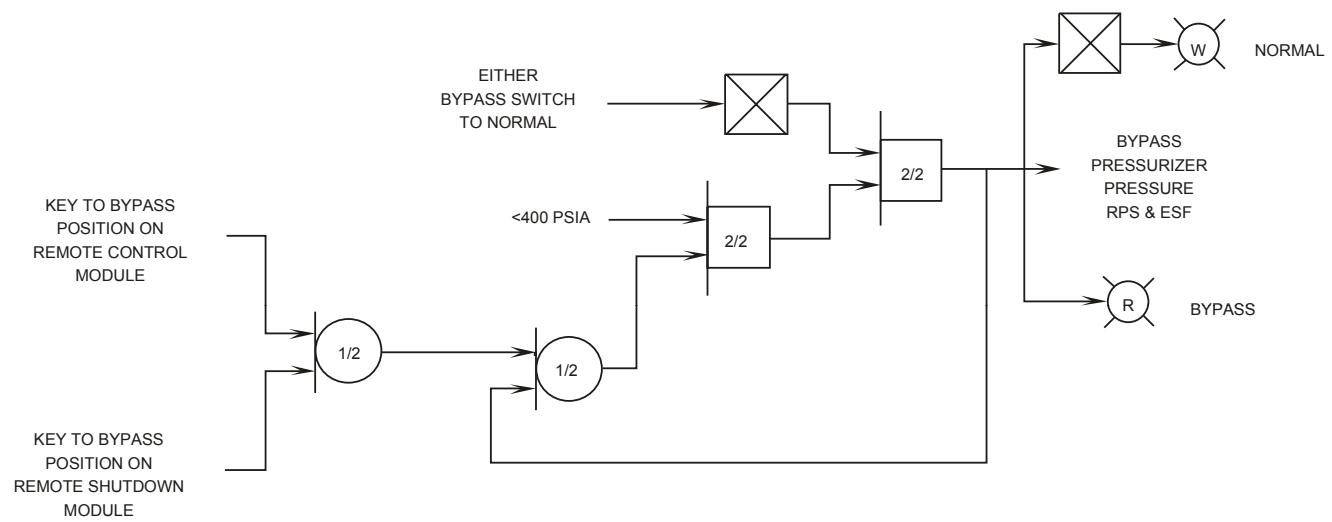 W
NORMAL
EITHER
BYPASS SWITCH
TO NORMAL
2/2
BYPASS
PRESSURIZER
PRESSURE
RPS & ESF
KEY TO BYPASS
POSITION ON
REMOTE CONTROL
MODULE
<400 PSIA
2/2
R
BYPASS
1/2
1/2
KEY TO BYPASS
POSITION ON
REMOTE SHUTDOWN
MODULE